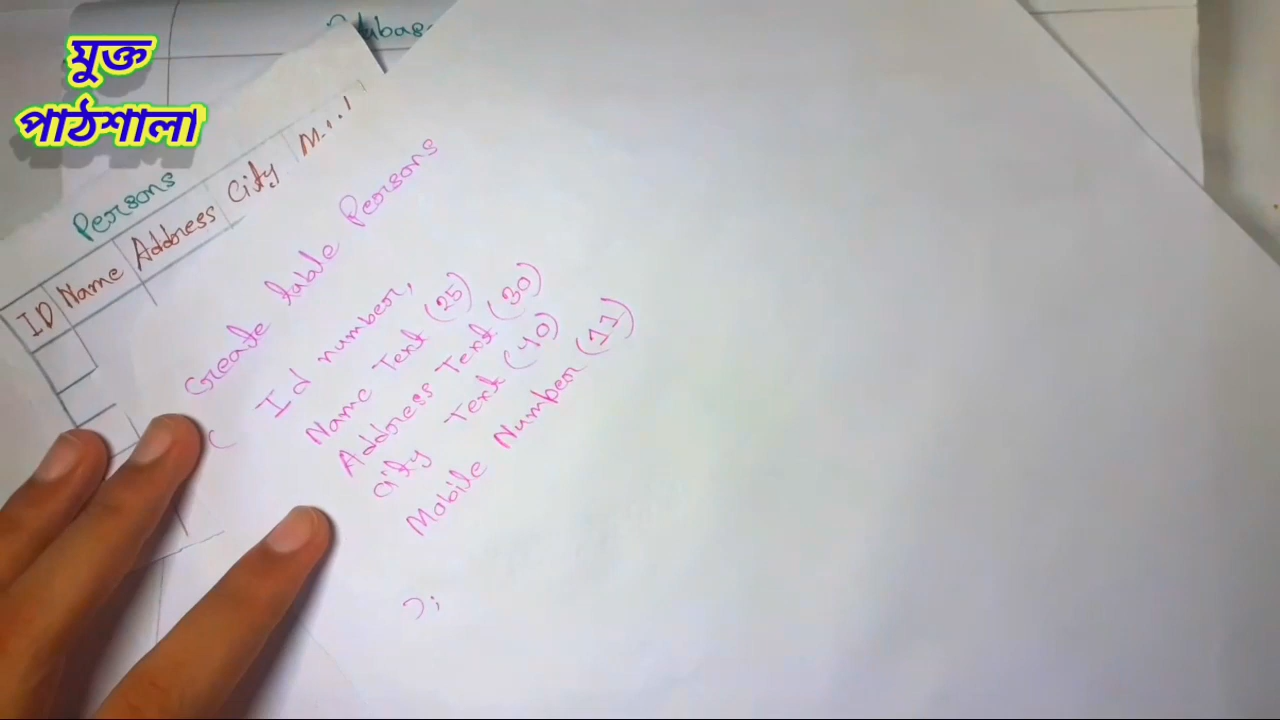 মুক্ত
পাঠশালা
Persons
ID Name Address City M...
Create table Persons
( Id number,
Name Text (25)
Address Text (30)
City Text (40)
Mobile Number (11)
);